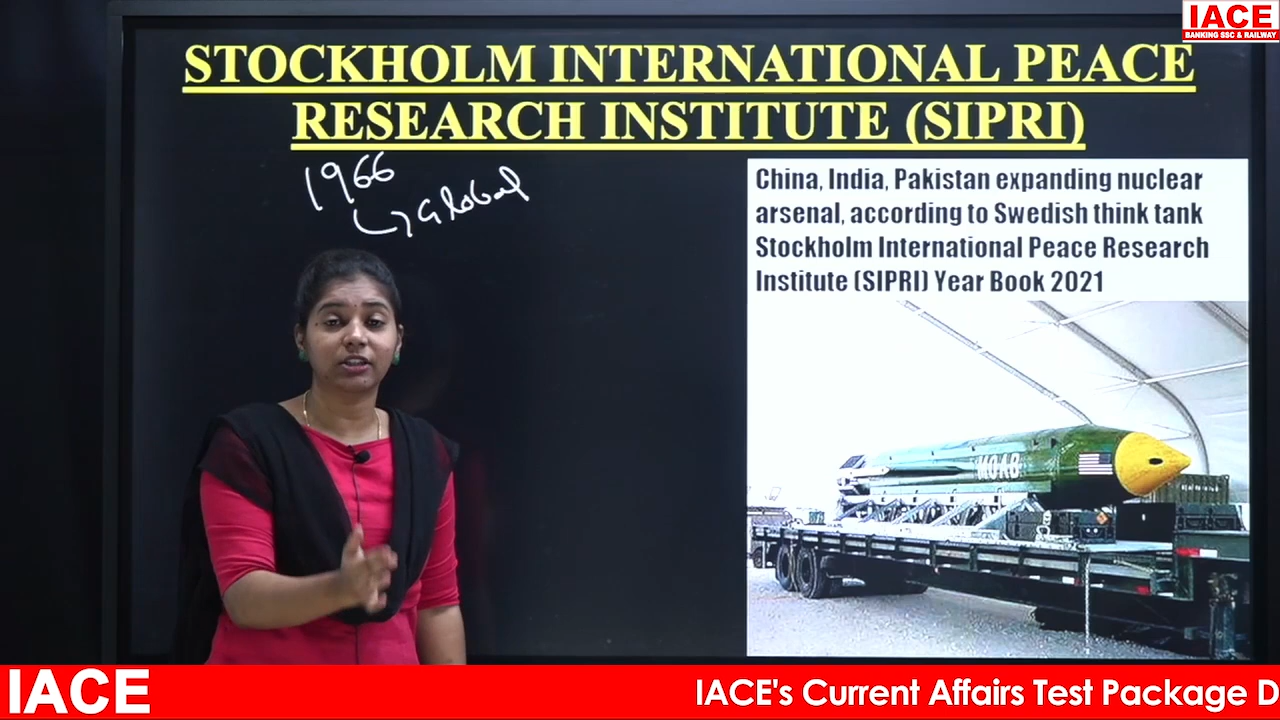 IACE
BANKING SSC & RAILWAY
STOCKHOLM INTERNATIONAL PEACE
RESEARCH INSTITUTE (SIPRI)
1966
Global
China, India, Pakistan expanding nuclear
arsenal, according to Swedish think tank
Stockholm International Peace Research
Institute (SIPRI) Year Book 2021
MOAB
IACE
IACE's Current Affairs Test Package D